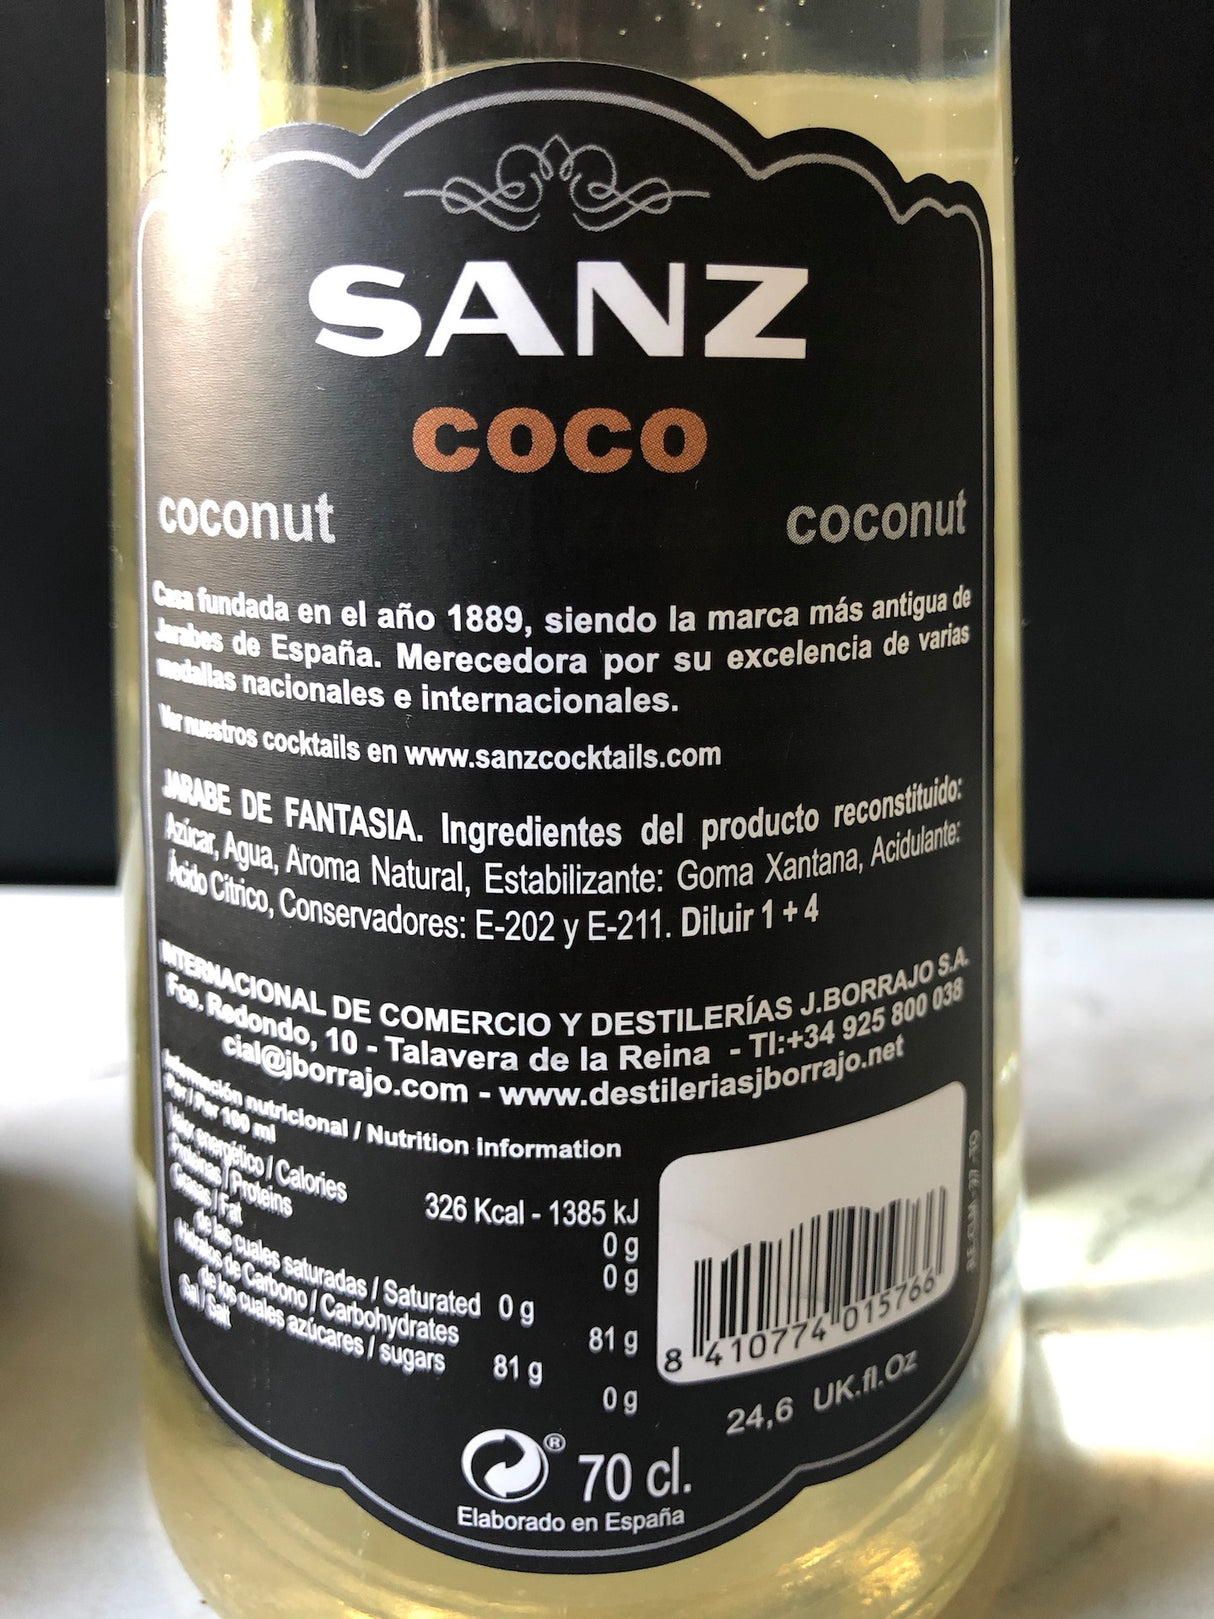 SANZ
COCO
coconut coconut
Casa fundada en el año 1889, siendo la marca más antigua de
Jarabes de España. Merecedora por su excelencia de varias
medallas nacionales e internacionales.
Ver nuestros cocktails en www.sanzcocktails.com
JARABE DE FANTASIA. Ingredientes del producto reconstituido:
Azúcar, Agua, Aroma Natural, Estabilizante: Goma Xantana, Acidulante:
Ácido Cítrico, Conservadores: E-202 y E-211. Diluir 1 + 4
INTERNACIONAL DE COMERCIO Y DESTILERÍAS J.BORRAJO S.A.
Fco. Redondo, 10 - Talavera de la Reina - Tl:+34 925 800 038
cial@jborrajo.com - www.destileriasjborrajo.net
Información nutricional / Nutrition information
Por / Per 100 ml
Valor energético / Calories 326 Kcal - 1385 kJ
Proteinas / Proteins 0 g
Grasas / Fat 0 g
de las cuales saturadas / Saturated 0 g
Hidratos de Carbono / Carbohydrates 81 g
de los cuales azúcares / sugars 81 g
Sal / Salt 0 g
8 410774 015766
24,6 UK.fl.Oz
® 70 cl.
Elaborado en España